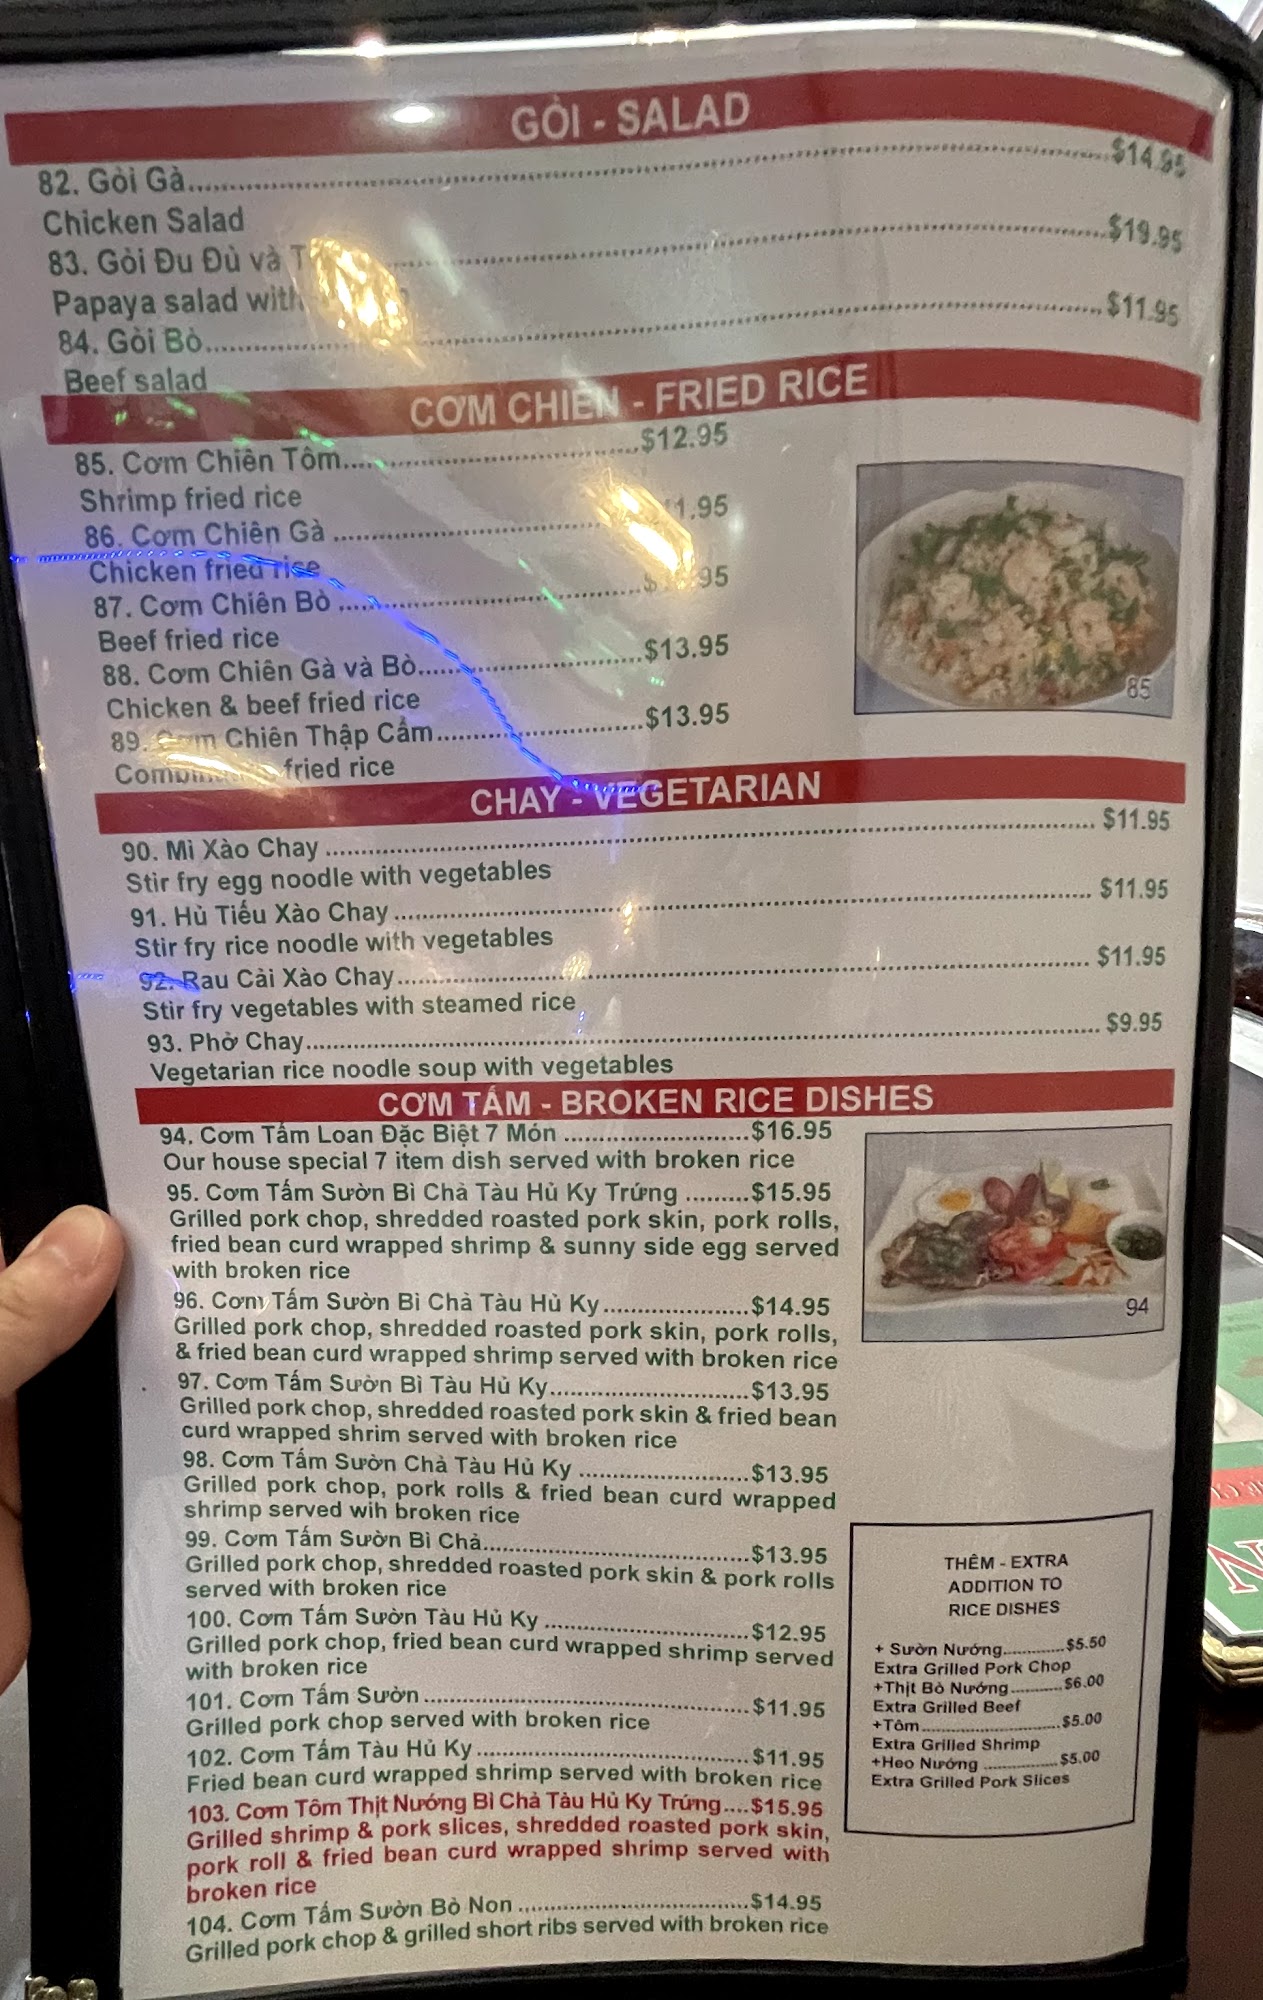 GỎI - SALAD
82. Gỏi Gà........ $14.95
Chicken Salad
83. Gỏi Đu Đủ và ........ $19.95
Papaya salad with
84. Gỏi Bò........ $11.95
Beef salad
CƠM CHIÊN - FRIED RICE
85. Cơm Chiên Tôm........ $12.95
Shrimp fried rice
86. Cơm Chiên Gà ........ 1.95
Chicken fried rice
87. Cơm Chiên Bò ........ 95
Beef fried rice
88. Cơm Chiên Gà và Bò........ $13.95
Chicken & beef fried rice
89. Cơm Chiên Thập Cẩm........ $13.95
Combination fried rice
CHAY - VEGETARIAN
90. Mì Xào Chay ........ $11.95
Stir fry egg noodle with vegetables
91. Hủ Tiếu Xào Chay ........ $11.95
Stir fry rice noodle with vegetables
92. Rau Cải Xào Chay........ $11.95
Stir fry vegetables with steamed rice
93. Phở Chay........ $9.95
Vegetarian rice noodle soup with vegetables
CƠM TẤM - BROKEN RICE DISHES
94. Cơm Tấm Loan Đặc Biệt 7 Món ........ $16.95
Our house special 7 item dish served with broken rice
95. Cơm Tấm Sườn Bì Chả Tàu Hủ Ky Trứng ........ $15.95
Grilled pork chop, shredded roasted pork skin, pork rolls,
fried bean curd wrapped shrimp & sunny side egg served
with broken rice
96. Cơm Tấm Sườn Bì Chả Tàu Hủ Ky........ $14.95
Grilled pork chop, shredded roasted pork skin, pork rolls,
& fried bean curd wrapped shrimp served with broken rice
97. Cơm Tấm Sườn Bì Tàu Hủ Ky........ $13.95
Grilled pork chop, shredded roasted pork skin & fried bean
curd wrapped shrim served with broken rice
98. Cơm Tấm Sườn Chả Tàu Hủ Ky ........ $13.95
Grilled pork chop, pork rolls & fried bean curd wrapped
shrimp served wih broken rice
99. Cơm Tấm Sườn Bì Chả........ $13.95
Grilled pork chop, shredded roasted pork skin & pork rolls
served with broken rice
100. Cơm Tấm Sườn Tàu Hủ Ky ........ $12.95
Grilled pork chop, fried bean curd wrapped shrimp served
with broken rice
101. Cơm Tấm Sườn ........ $11.95
Grilled pork chop served with broken rice
102. Cơm Tấm Tàu Hủ Ky ........ $11.95
Fried bean curd wrapped shrimp served with broken rice
103. Cơm Tôm Thịt Nướng Bì Chả Tàu Hủ Ky Trứng....$15.95
Grilled shrimp & pork slices, shredded roasted pork skin,
pork roll & fried bean curd wrapped shrimp served with
broken rice
104. Cơm Tấm Sườn Bò Non ........ $14.95
Grilled pork chop & grilled short ribs served with broken rice
85
94
THÊM - EXTRA
ADDITION TO
RICE DISHES
+ Sườn Nướng........ $5.50
Extra Grilled Pork Chop
+Thịt Bò Nướng ........ $6.00
Extra Grilled Beef
+Tôm ........ $5.00
Extra Grilled Shrimp
+Heo Nướng ........ $5.00
Extra Grilled Pork Slices